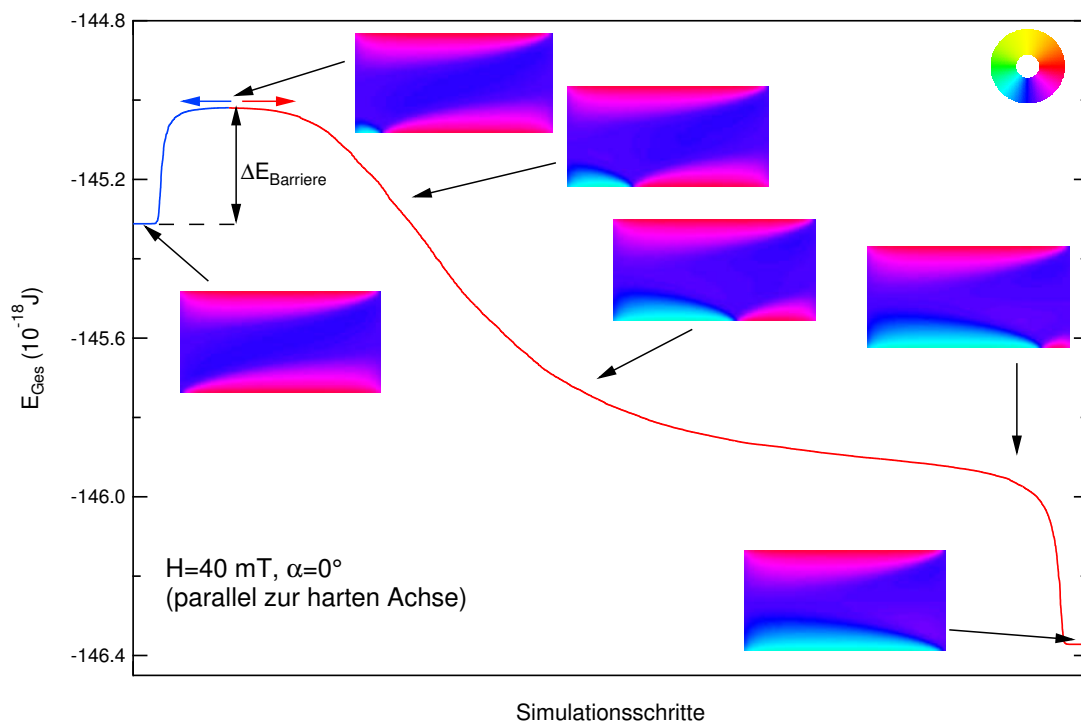 -144.8
-145.2
-145.6
-146.0
-146.4
E_Ges (10^-18 J)
ΔE_Barriere
H=40 mT, α=0°
(parallel zur harten Achse)
Simulationsschritte